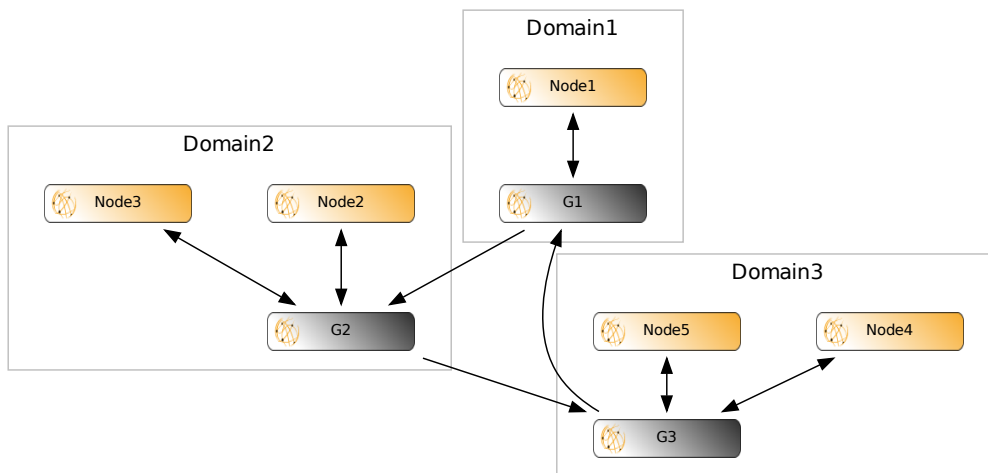 Domain1
Node1
Domain2
Node3
Node2
G1
Domain3
G2
Node5
Node4
G3